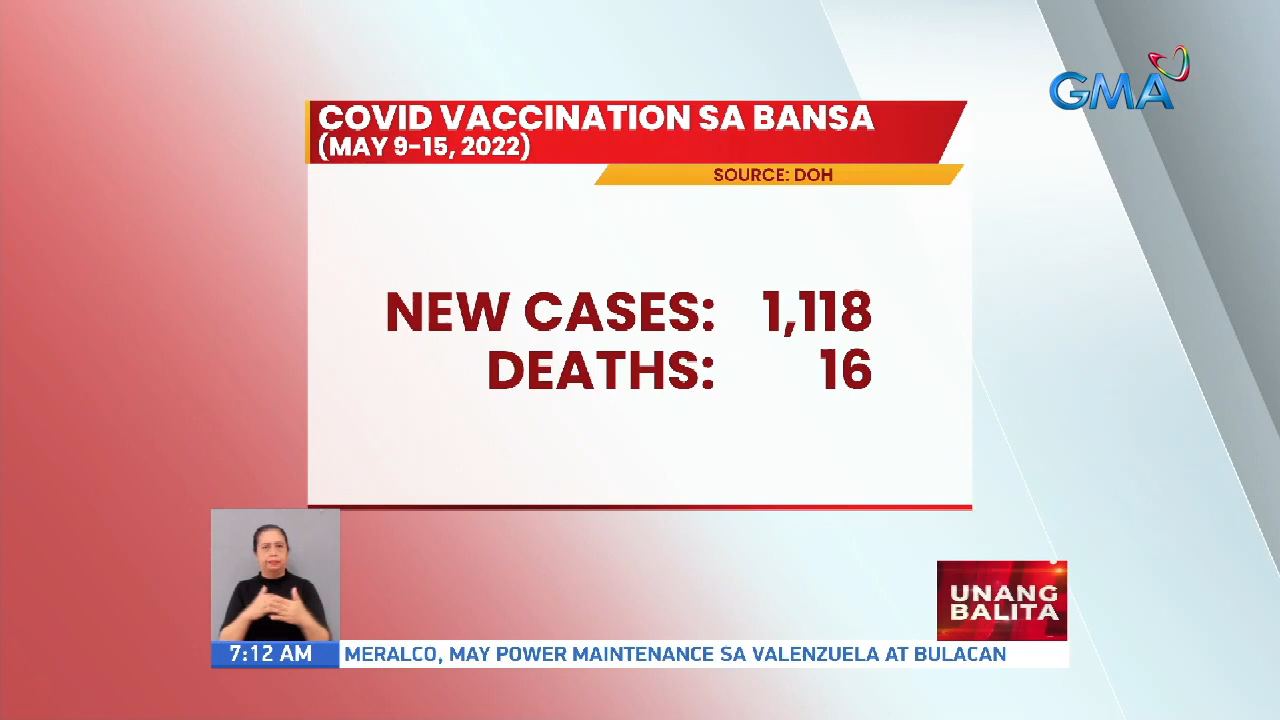 GMA
COVID VACCINATION SA BANSA
(MAY 9-15, 2022)
SOURCE: DOH
NEW CASES: 1,118
DEATHS: 16
UNANG
BALITA
7:12 AM
MERALCO, MAY POWER MAINTENANCE SA VALENZUELA AT BULACAN